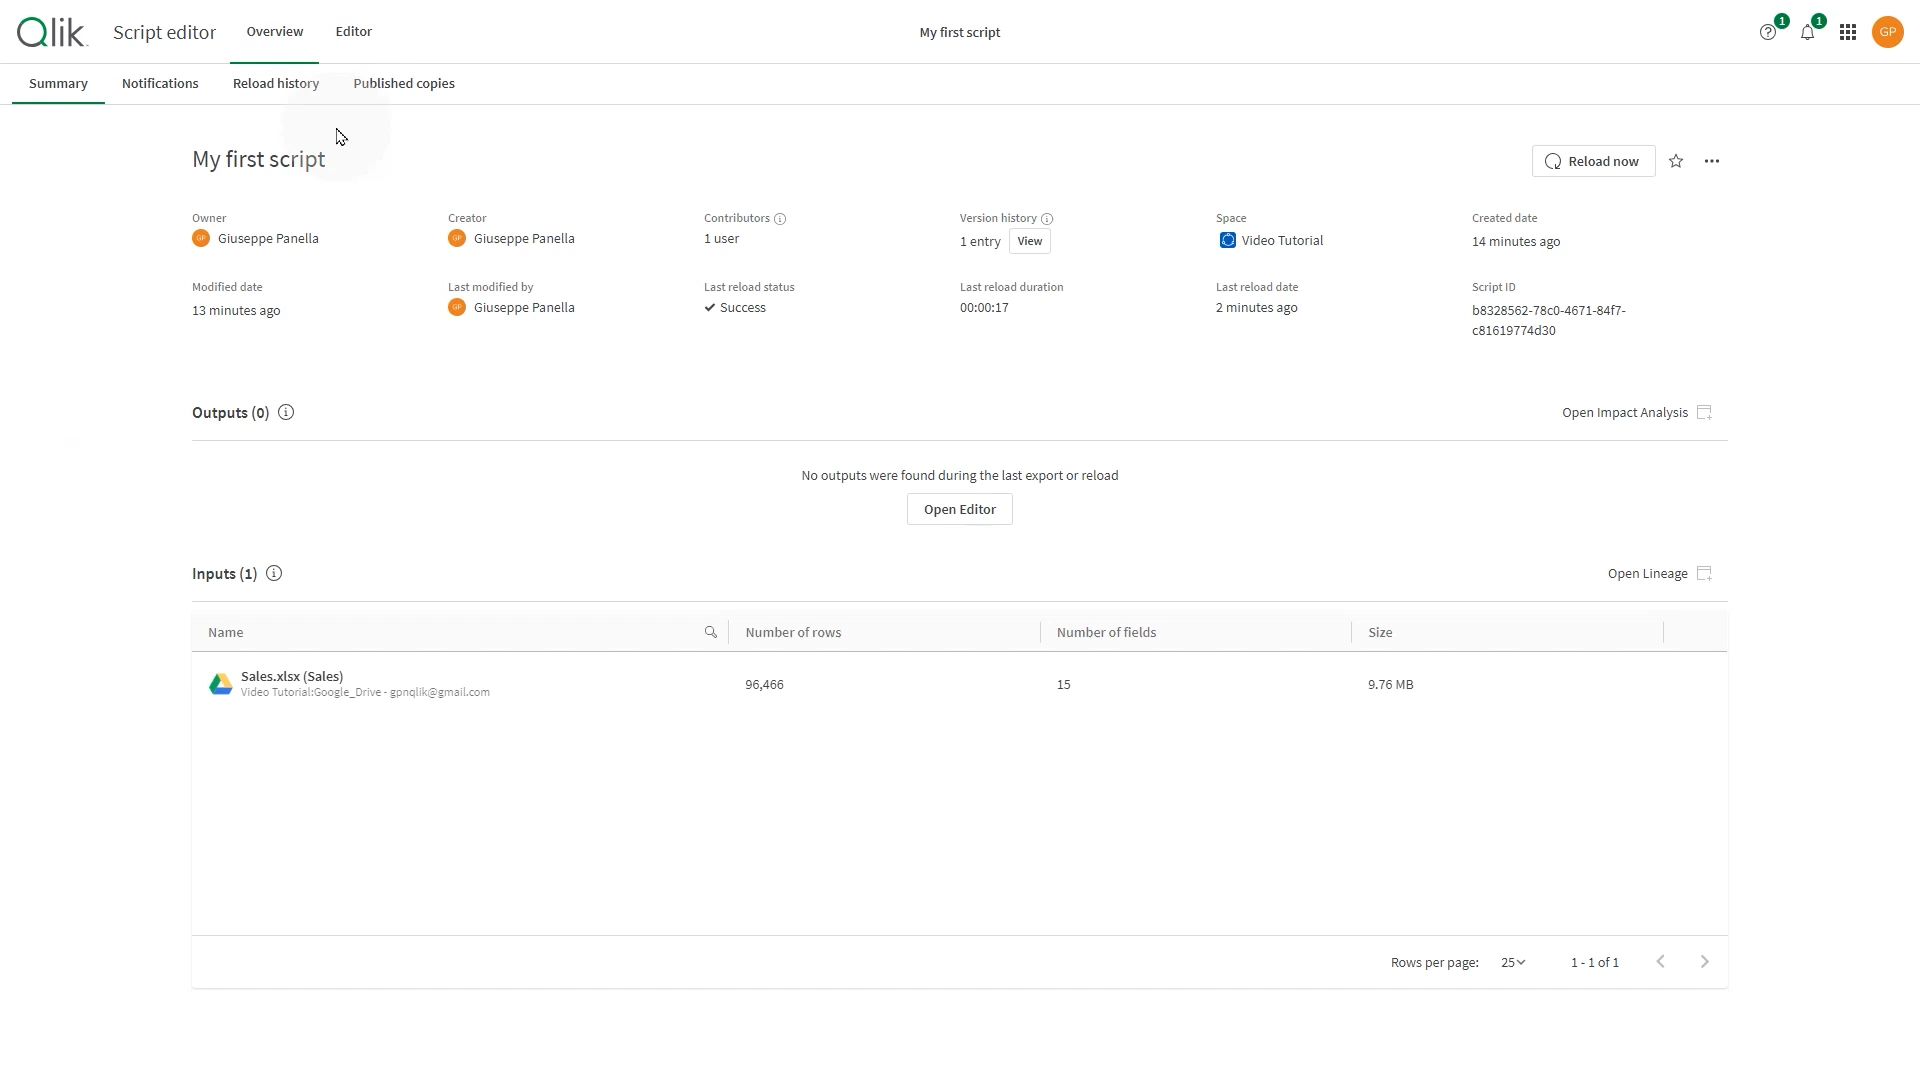 Qlik Script editor Overview Editor My first script 1 1 GP
Summary Notifications Reload history Published copies
My first script Reload now
Owner Creator Contributors Version history Space Created date
GP Giuseppe Panella GP Giuseppe Panella 1 user 1 entry View Video Tutorial 14 minutes ago
Modified date Last modified by Last reload status Last reload duration Last reload date Script ID
13 minutes ago GP Giuseppe Panella Success 00:00:17 2 minutes ago b8328562-78c0-4671-84f7-
c81619774d30
Outputs (0) Open Impact Analysis
No outputs were found during the last export or reload
Open Editor
Inputs (1) Open Lineage
Name Number of rows Number of fields Size
Sales.xlsx (Sales) 96,466 15 9.76 MB
Video Tutorial:Google_Drive - gpnqlik@gmail.com
Rows per page: 25 1 - 1 of 1